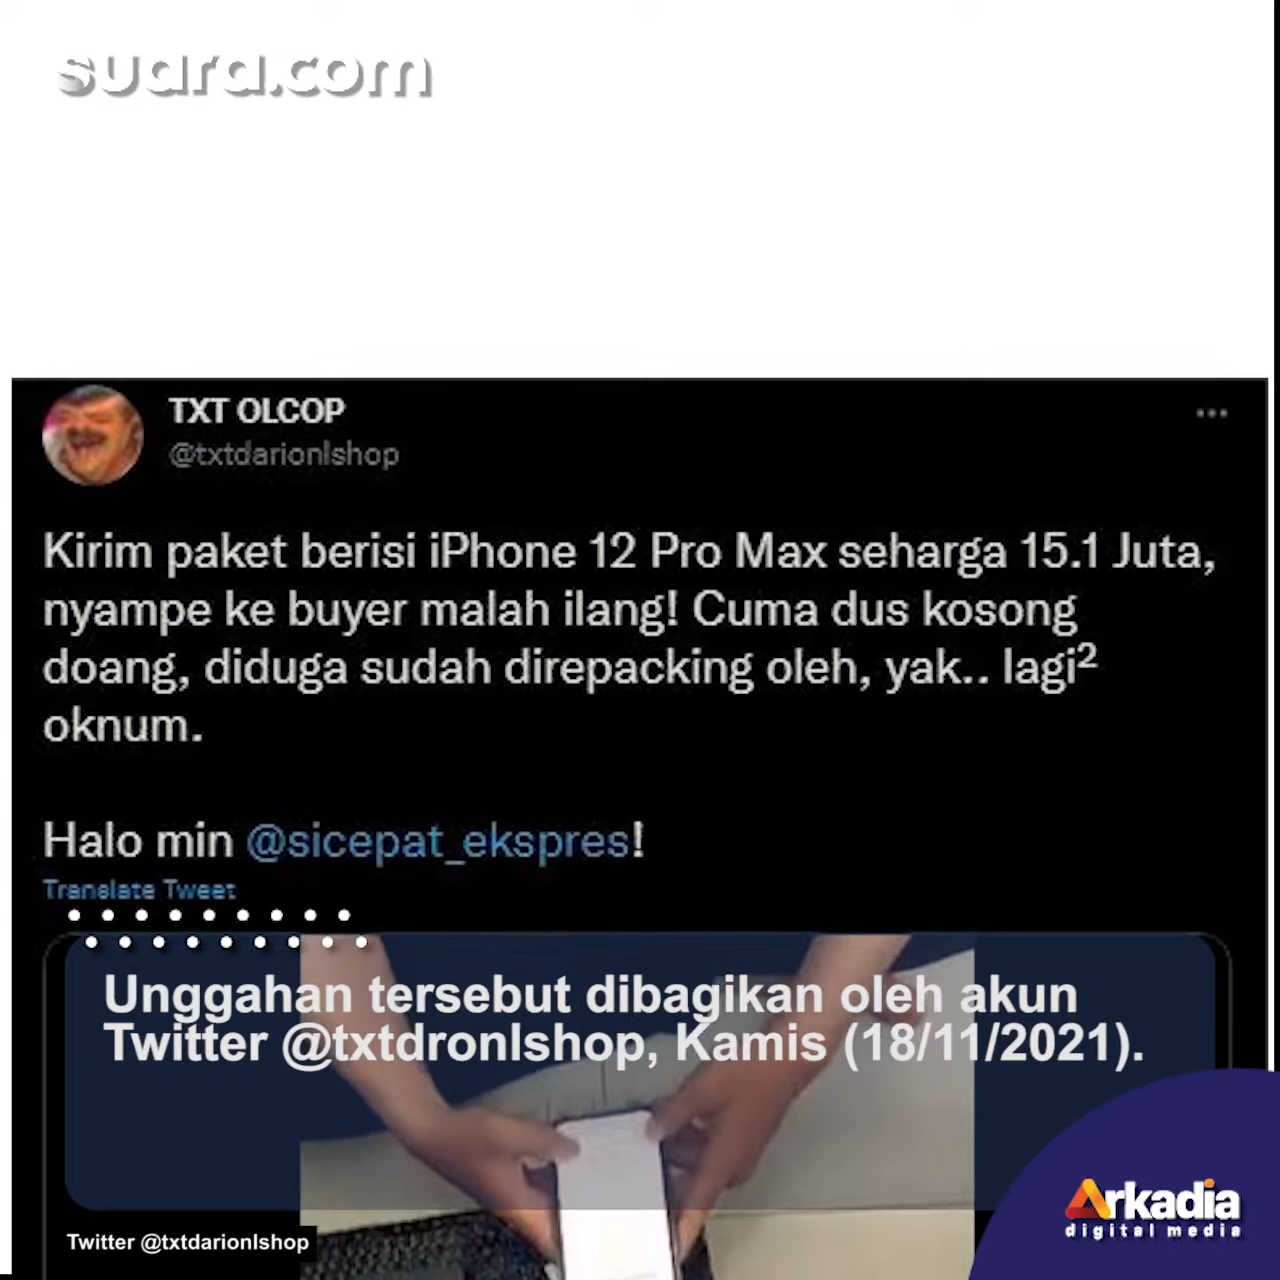 suara.com
TXT OLCOP
@txtdarionlshop
Kirim paket berisi iPhone 12 Pro Max seharga 15.1 Juta,
nyampe ke buyer malah ilang! Cuma dus kosong
doang, diduga sudah direpacking oleh, yak.. lagi²
oknum.
Halo min @sicepat_ekspres!
Translate Tweet
Unggahan tersebut dibagikan oleh akun
Twitter @txtdronlshop, Kamis (18/11/2021).
Twitter @txtdarionlshop
Arkadia
digital media